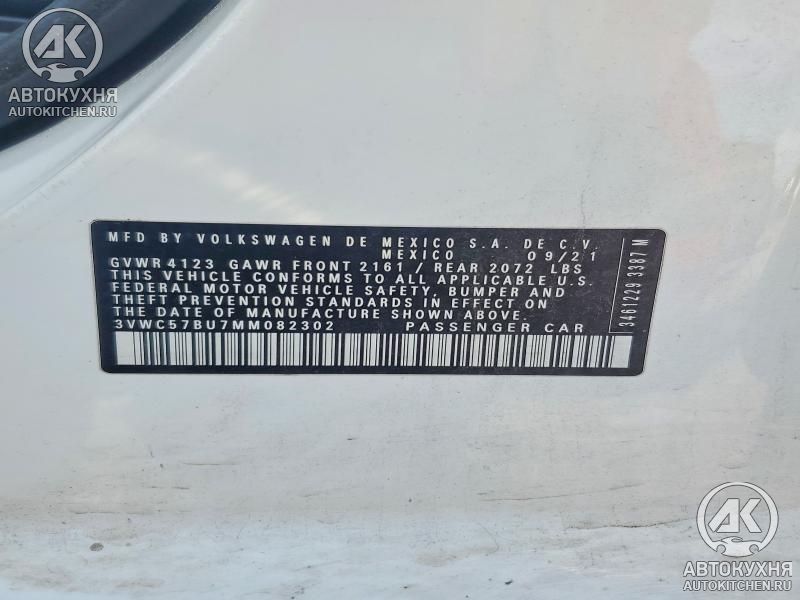 AK
АВТОКУХНЯ
AUTOKITCHEN.RU
MFD BY VOLKSWAGEN DE MEXICO S.A. DE C.V.
MEXICO 09/21
GVWR 4123 GAWR FRONT 2161 / REAR 2072 LBS
THIS VEHICLE CONFORMS TO ALL APPLICABLE U.S.
FEDERAL MOTOR VEHICLE SAFETY, BUMPER AND
THEFT PREVENTION STANDARDS IN EFFECT ON
THE DATE OF MANUFACTURE SHOWN ABOVE.
3VWC57BU7MM082302 PASSENGER CAR
3461229 3387 M
AK
АВТОКУХНЯ
AUTOKITCHEN.RU